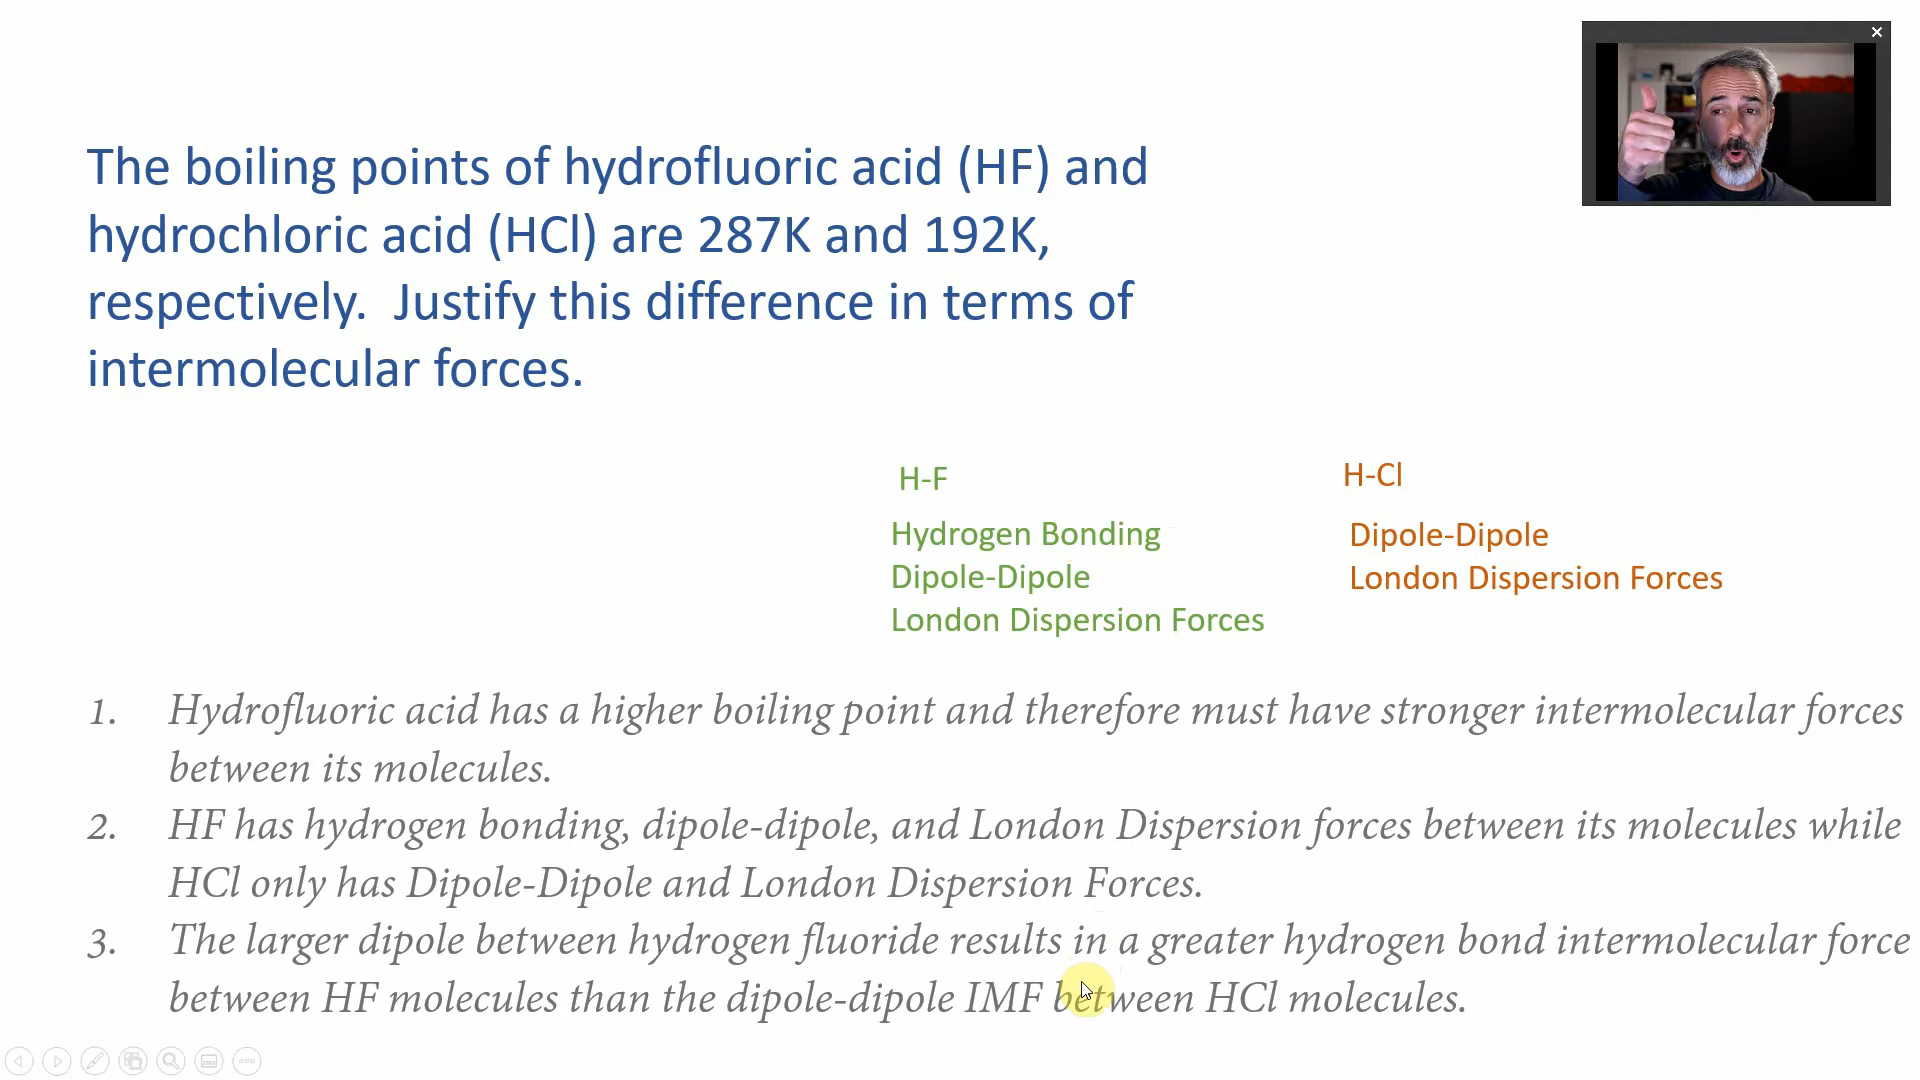 The boiling points of hydrofluoric acid (HF) and
hydrochloric acid (HCl) are 287K and 192K,
respectively.  Justify this difference in terms of
intermolecular forces.
H-F
Hydrogen Bonding
Dipole-Dipole
London Dispersion Forces
H-Cl
Dipole-Dipole
London Dispersion Forces
1. Hydrofluoric acid has a higher boiling point and therefore must have stronger intermolecular forces
between its molecules.
2. HF has hydrogen bonding, dipole-dipole, and London Dispersion forces between its molecules while
HCl only has Dipole-Dipole and London Dispersion Forces.
3. The larger dipole between hydrogen fluoride results in a greater hydrogen bond intermolecular force
between HF molecules than the dipole-dipole IMF between HCl molecules.